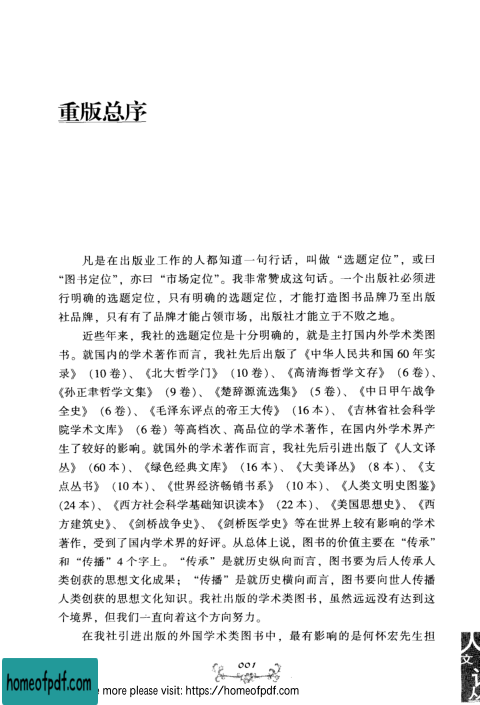 重版总序
凡是在出版业工作的人都知道一句行话，叫做“选题定位”，或曰
“图书定位”，亦曰“市场定位”。我非常赞成这句话。一个出版社必须进
行明确的选题定位，只有明确的选题定位，才能打造图书品牌乃至出版
社品牌，只有有了品牌才能占领市场，出版社才能立于不败之地。
近些年来，我社的选题定位是十分明确的，就是主打国内外学术类图
书。就国内的学术著作而言，我社先后出版了《中华人民共和国60年实
录》（10卷）、《北大哲学门》（10卷）、《高清海哲学文存》（6卷）、
《孙正聿哲学文集》（9卷）、《楚辞源流选集》（5卷）、《中日甲午战争
全史》（6卷）、《毛泽东评点的帝王大传》（16本）、《吉林省社会科学
院学术文库》（6卷）等高档次、高品位的学术著作，在国内外学术界产
生了较好的影响。就国外的学术著作而言，我社先后引进出版了《人文译
丛》（60本）、《绿色经典文库》（16本）、《大美译丛》（8本）、《支
点丛书》（10本）、《世界经济畅销书系》（10本）、《人类文明史图鉴》
（24本）、《西方社会科学基础知识读本》（22本）、《美国思想史》、《西
方建筑史》、《剑桥战争史》、《剑桥医学史》等在世界上较有影响的学术
著作，受到了国内学术界的好评。从总体上说，图书的价值主要在“传承”
和“传播”4个字上。“传承”是就历史纵向而言，图书要为后人传承人
类创获的思想文化成果；“传播”是就历史横向而言，图书要向世人传播
人类创获的思想文化知识。我社出版的学术类图书，虽然远远没有达到这
个境界，但我们一直向着这个方向努力。
在我社引进出版的外国学术类图书中，最有影响的是何怀宏先生担
001
人文译丛
homeofpdf.com
e more please visit: https://homeofpdf.com